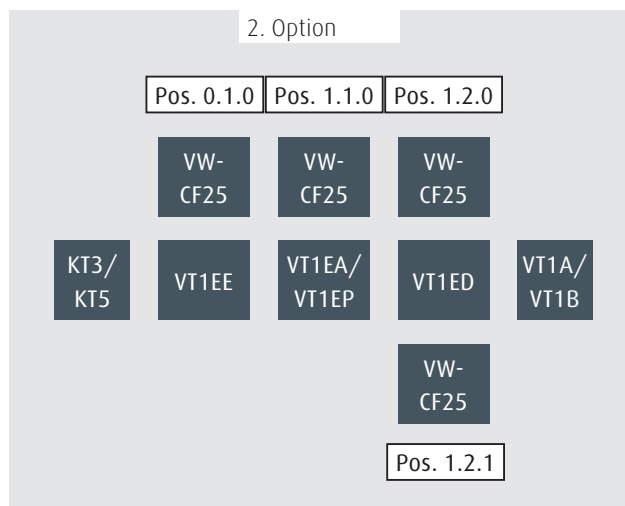 2. Option
Pos. 0.1.0 Pos. 1.1.0 Pos. 1.2.0
VW-
CF25
VW-
CF25
VW-
CF25
KT3/
KT5
VT1EE
VT1EA/
VT1EP
VT1ED
VT1A/
VT1B
VW-
CF25
Pos. 1.2.1